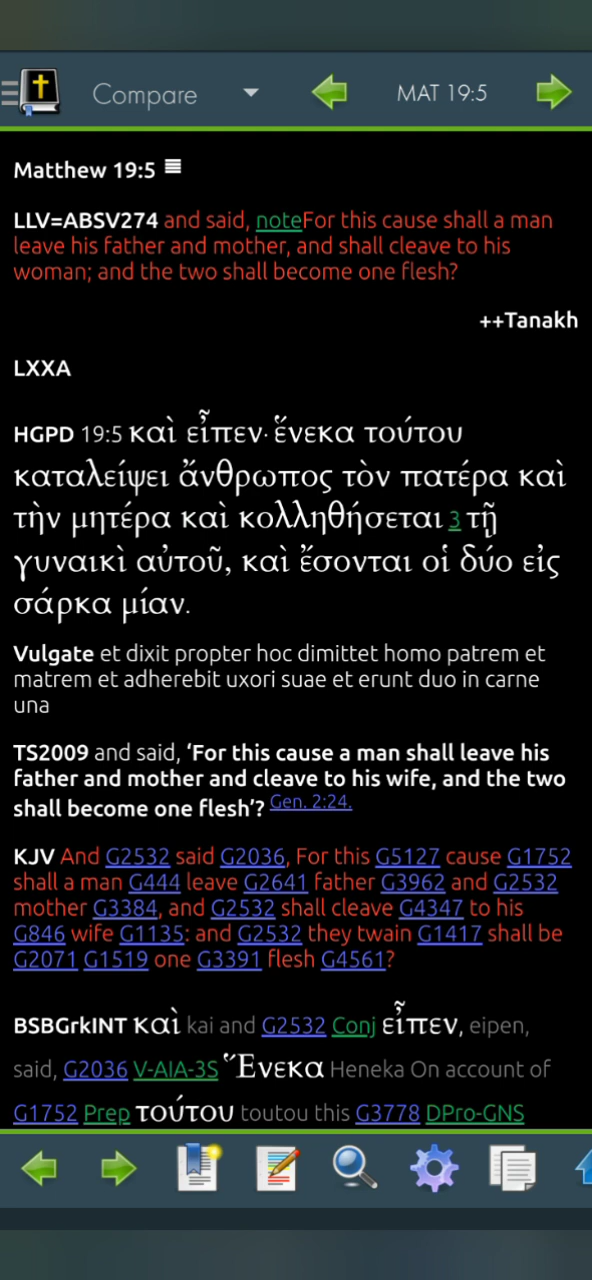 Compare
MAT 19:5
Matthew 19:5
LLV=ABSV274 and said, noteFor this cause shall a man
leave his father and mother, and shall cleave to his
woman; and the two shall become one flesh?
++Tanakh
LXXA
HGPD 19:5 καὶ εἶπεν· ἕνεκα τούτου
καταλείψει ἄνθρωπος τὸν πατέρα καὶ
τὴν μητέρα καὶ κολληθήσεται 3 τῇ
γυναικὶ αὐτοῦ, καὶ ἔσονται οἱ δύο εἰς
σάρκα μίαν.
Vulgate et dixit propter hoc dimittet homo patrem et
matrem et adherebit uxori suae et erunt duo in carne
una
TS2009 and said, ‘For this cause a man shall leave his
father and mother and cleave to his wife, and the two
shall become one flesh’? Gen. 2:24.
KJV And G2532 said G2036, For this G5127 cause G1752
shall a man G444 leave G2641 father G3962 and G2532
mother G3384, and G2532 shall cleave G4347 to his
G846 wife G1135: and G2532 they twain G1417 shall be
G2071 G1519 one G3391 flesh G4561?
BSBGrkINT καὶ kai and G2532 Conj εἶπεν, eipen,
said, G2036 V-AIA-3S Ἕνεκα Heneka On account of
G1752 Prep τούτου toutou this G3778 DPro-GNS